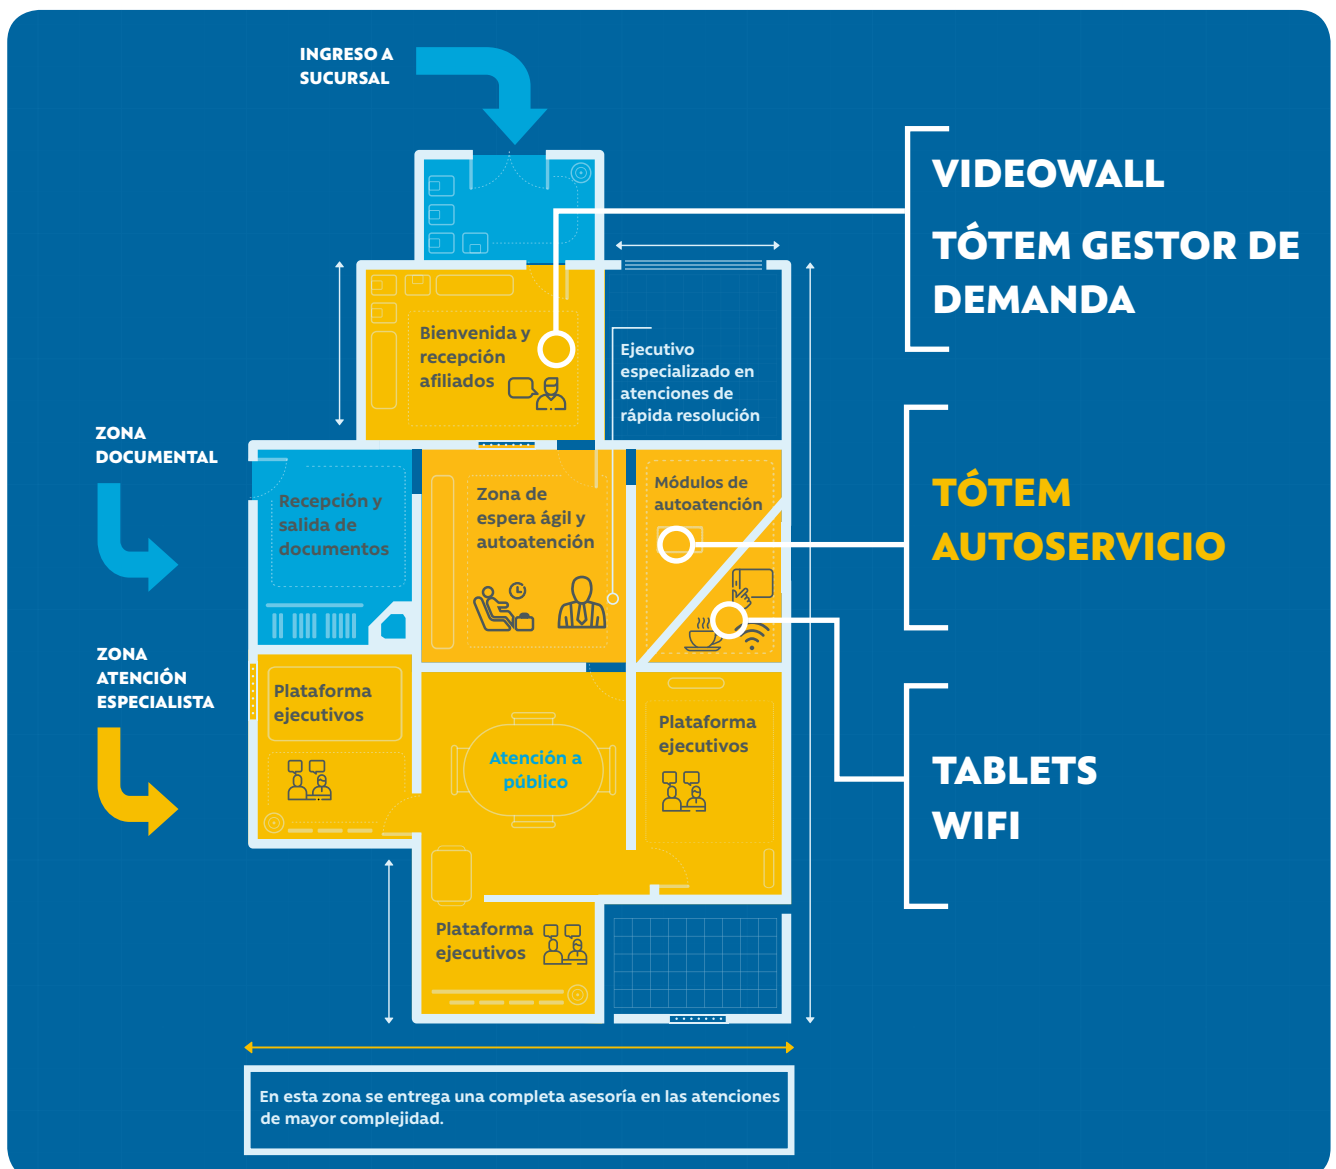 INGRESO A
SUCURSAL
VIDEOWALL
TÓTEM GESTOR DE
DEMANDA
Bienvenida y
recepción
afiliados
Ejecutivo
especializado en
atenciones de
rápida resolución
ZONA
DOCUMENTAL
Recepción y
salida de
documentos
Zona de
espera ágil y
autoatención
Módulos de
autoatención
TÓTEM
AUTOSERVICIO
ZONA
ATENCIÓN
ESPECIALISTA
Plataforma
ejecutivos
Atención a
público
Plataforma
ejecutivos
TABLETS
WIFI
Plataforma
ejecutivos
En esta zona se entrega una completa asesoría en las atenciones
de mayor complejidad.